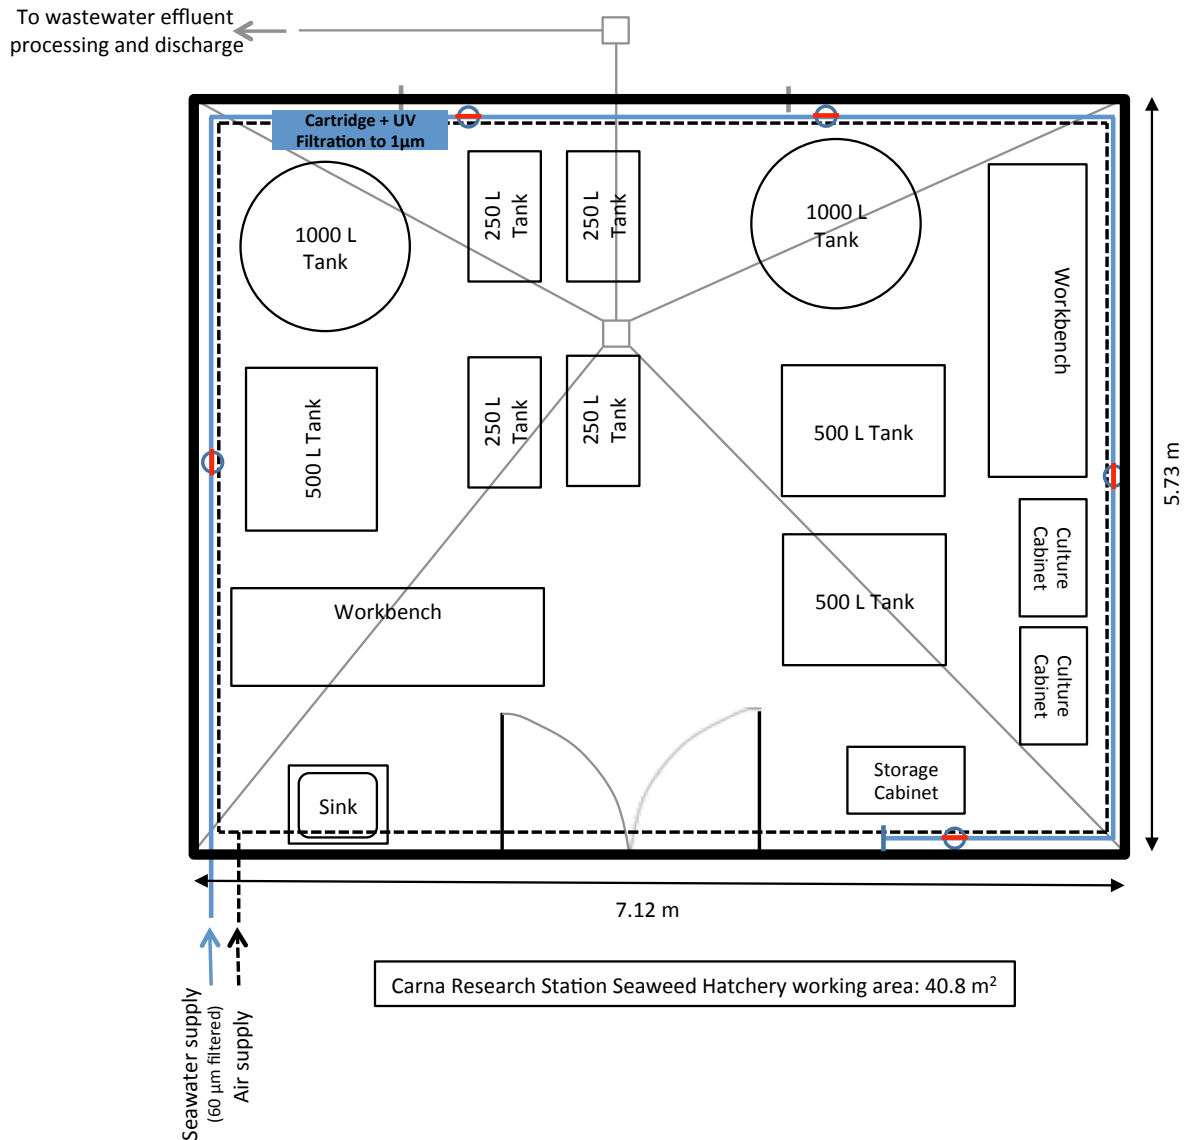 To wastewater effluent
processing and discharge
Cartridge + UV
Filtration to 1μm
1000 L
Tank
250 L
Tank
250 L
Tank
1000 L
Tank
Workbench
500 L Tank
250 L
Tank
250 L
Tank
500 L Tank
5.73 m
Culture
Cabinet
Workbench
500 L Tank
Culture
Cabinet
Sink
Storage
Cabinet
7.12 m
Carna Research Station Seaweed Hatchery working area: 40.8 m²
Seawater supply
(60 μm filtered)
Air supply